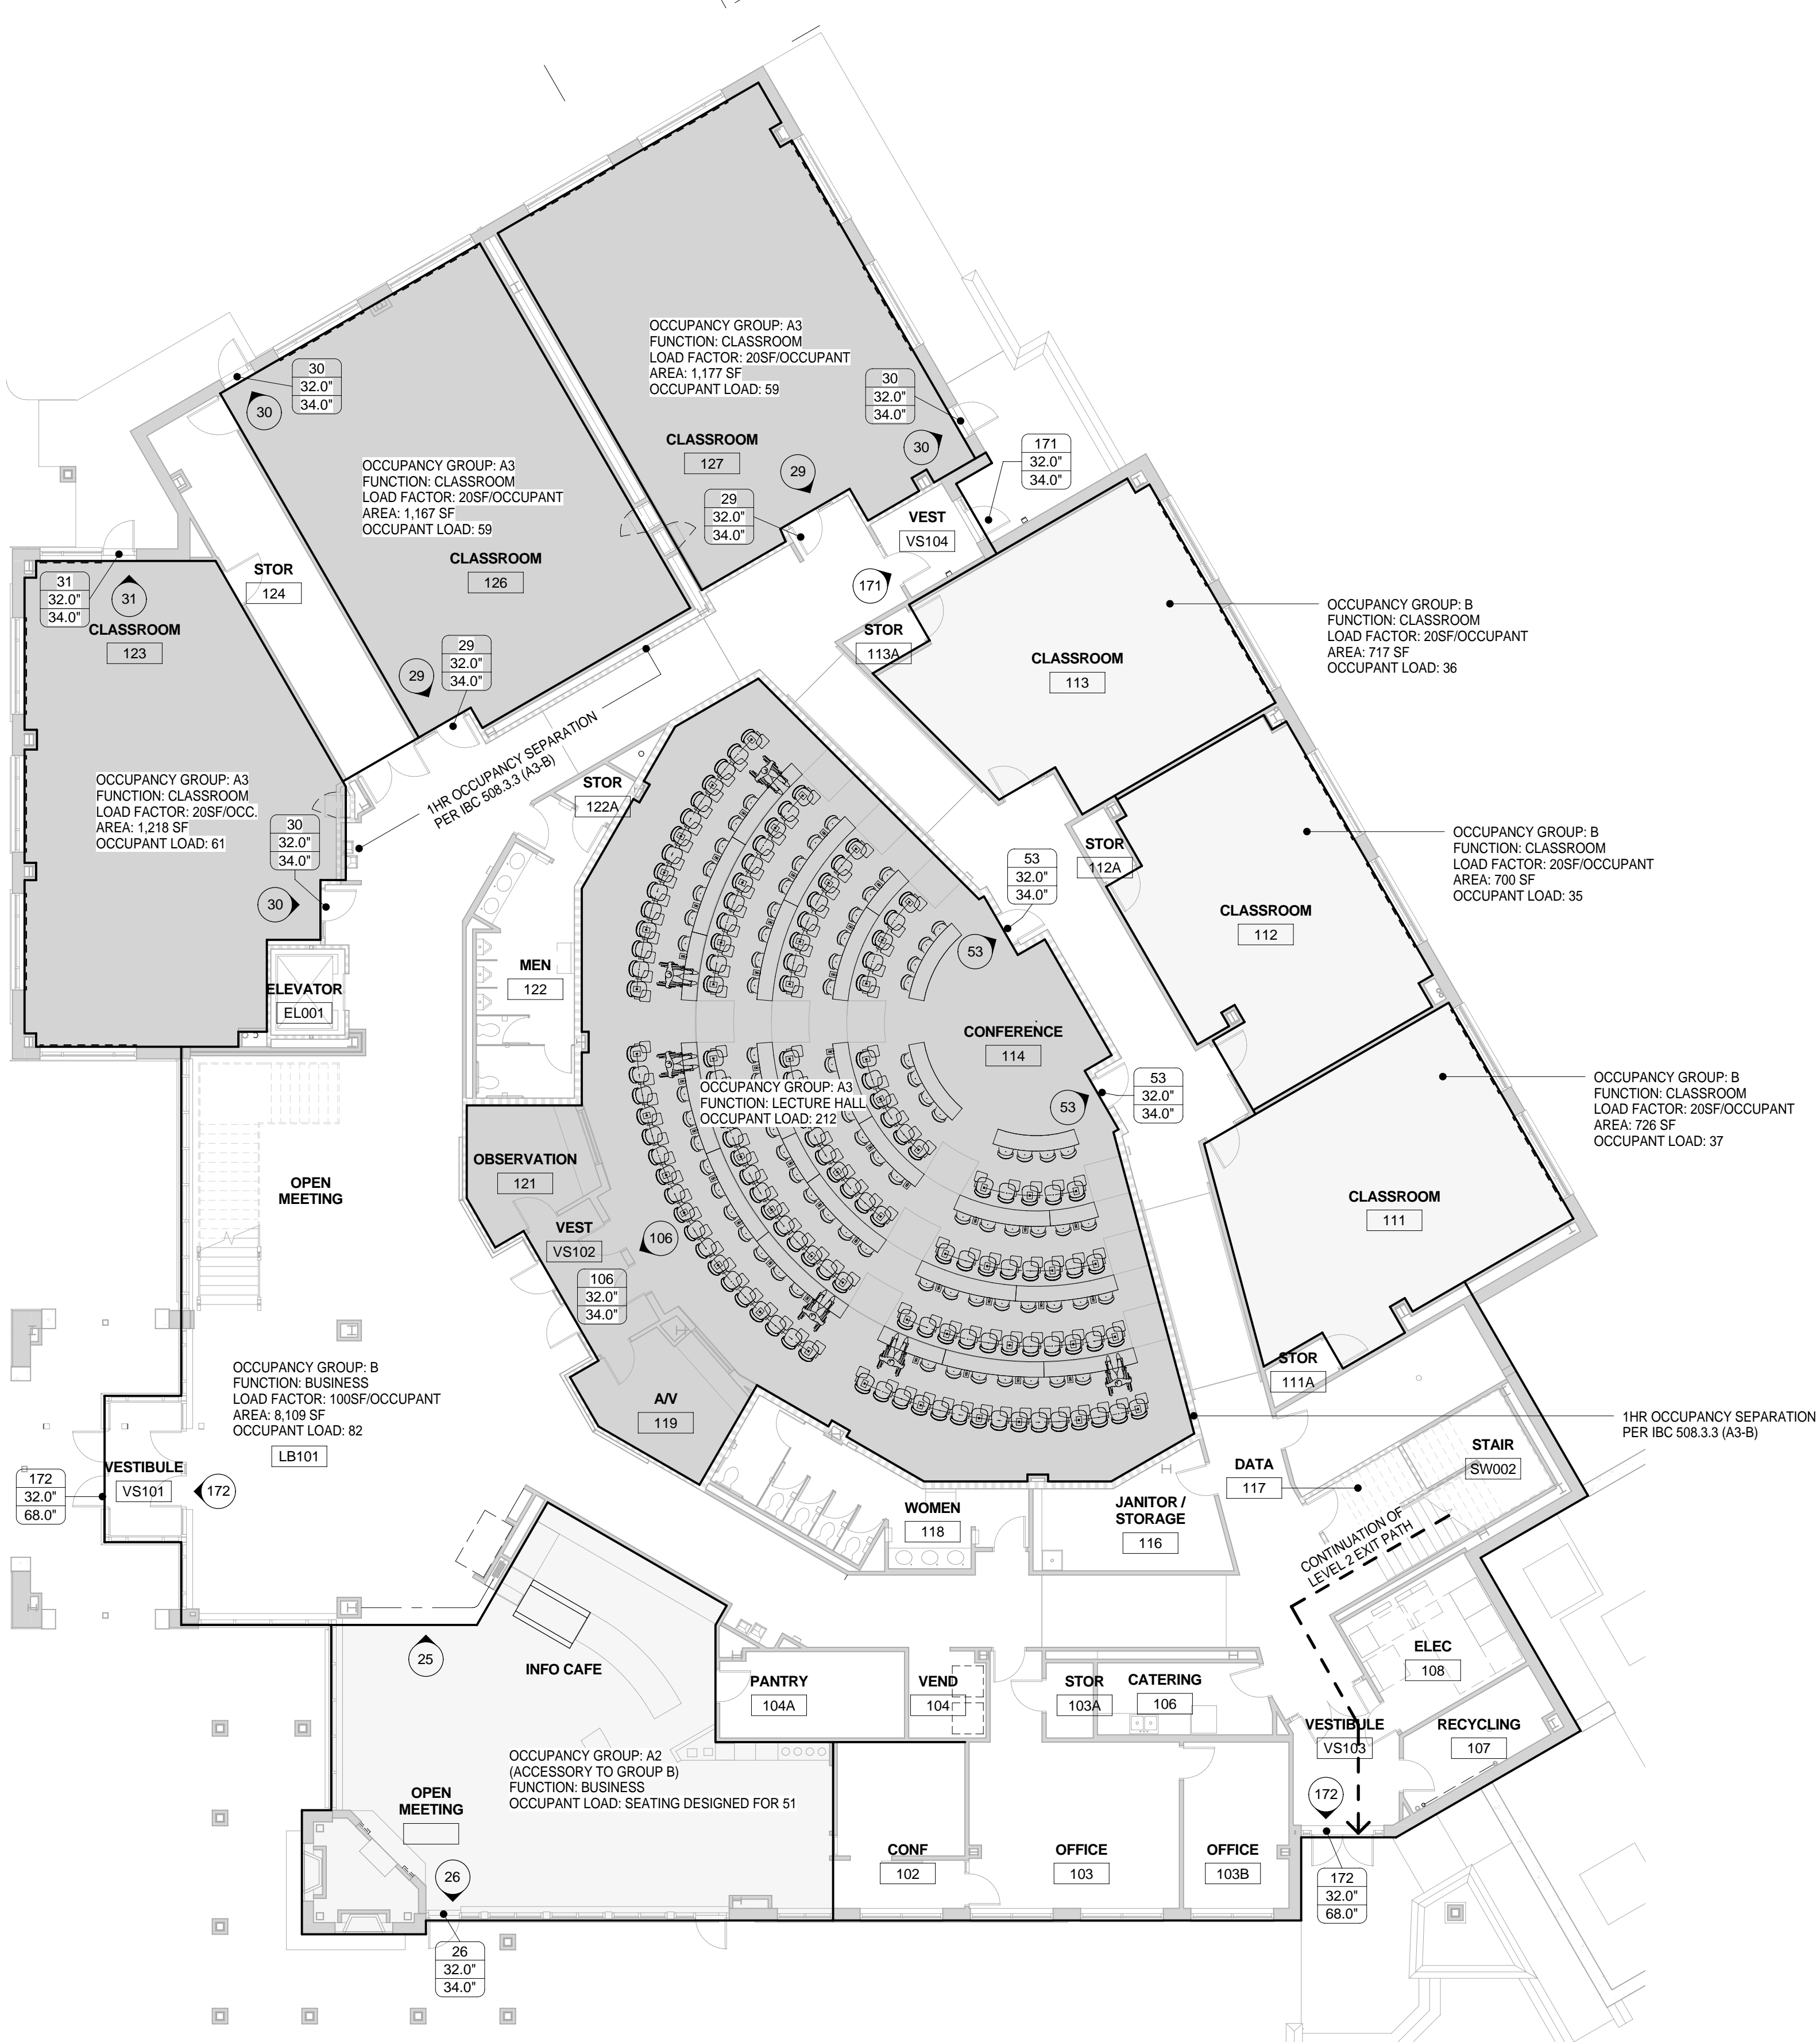 OCCUPANCY GROUP: A3
FUNCTION: CLASSROOM
LOAD FACTOR: 20SF/OCCUPANT
AREA: 1,177 SF
OCCUPANT LOAD: 59
CLASSROOM
127
30
32.0"
34.0"
30
30
32.0"
34.0"
30
OCCUPANCY GROUP: A3
FUNCTION: CLASSROOM
LOAD FACTOR: 20SF/OCCUPANT
AREA: 1,167 SF
OCCUPANT LOAD: 59
CLASSROOM
126
29
29
32.0"
34.0"
171
32.0"
34.0"
VEST
VS104
171
STOR
124
31
32.0"
34.0"
31
CLASSROOM
123
29
32.0"
34.0"
29
STOR
113A
CLASSROOM
113
OCCUPANCY GROUP: B
FUNCTION: CLASSROOM
LOAD FACTOR: 20SF/OCCUPANT
AREA: 717 SF
OCCUPANT LOAD: 36
OCCUPANCY GROUP: A3
FUNCTION: CLASSROOM
LOAD FACTOR: 20SF/OCC.
AREA: 1,218 SF
OCCUPANT LOAD: 61
30
32.0"
34.0"
30
1HR OCCUPANCY SEPARATION
PER IBC 508.3.3 (A3-B)
STOR
122A
STOR
112A
53
32.0"
34.0"
53
OCCUPANCY GROUP: B
FUNCTION: CLASSROOM
LOAD FACTOR: 20SF/OCCUPANT
AREA: 700 SF
OCCUPANT LOAD: 35
CLASSROOM
112
MEN
122
ELEVATOR
EL001
CONFERENCE
114
OCCUPANCY GROUP: A3
FUNCTION: LECTURE HALL
OCCUPANT LOAD: 212
53
53
32.0"
34.0"
OCCUPANCY GROUP: B
FUNCTION: CLASSROOM
LOAD FACTOR: 20SF/OCCUPANT
AREA: 726 SF
OCCUPANT LOAD: 37
OPEN
MEETING
OBSERVATION
121
CLASSROOM
111
VEST
VS102
106
106
32.0"
34.0"
OCCUPANCY GROUP: B
FUNCTION: BUSINESS
LOAD FACTOR: 100SF/OCCUPANT
AREA: 8,109 SF
OCCUPANT LOAD: 82
LB101
A/V
119
STOR
111A
1HR OCCUPANCY SEPARATION
PER IBC 508.3.3 (A3-B)
172
32.0"
68.0"
VESTIBULE
VS101
172
DATA
117
STAIR
SW002
WOMEN
118
JANITOR /
STORAGE
116
CONTINUATION OF
LEVEL 2 EXIT PATH
25
INFO CAFE
PANTRY
104A
VEND
104
STOR
103A
CATERING
106
ELEC
108
VESTIBULE
VS103
RECYCLING
107
OCCUPANCY GROUP: A2
(ACCESSORY TO GROUP B)
FUNCTION: BUSINESS
OCCUPANT LOAD: SEATING DESIGNED FOR 51
OPEN
MEETING
172
CONF
102
OFFICE
103
OFFICE
103B
26
172
32.0"
68.0"
26
32.0"
34.0"